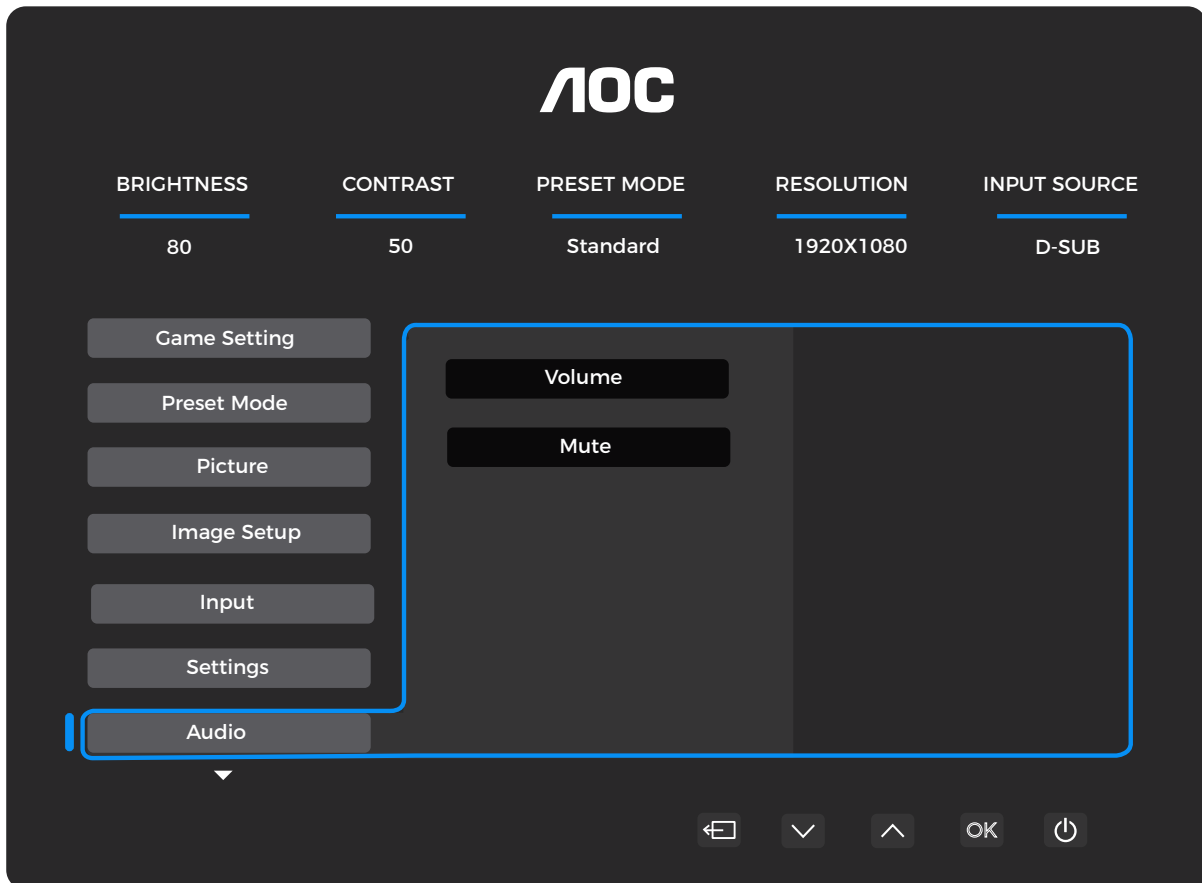 AOC
BRIGHTNESS CONTRAST PRESET MODE RESOLUTION INPUT SOURCE
80 50 Standard 1920X1080 D-SUB
Game Setting
Preset Mode
Picture
Image Setup
Input
Settings
Audio
Volume
Mute
OK